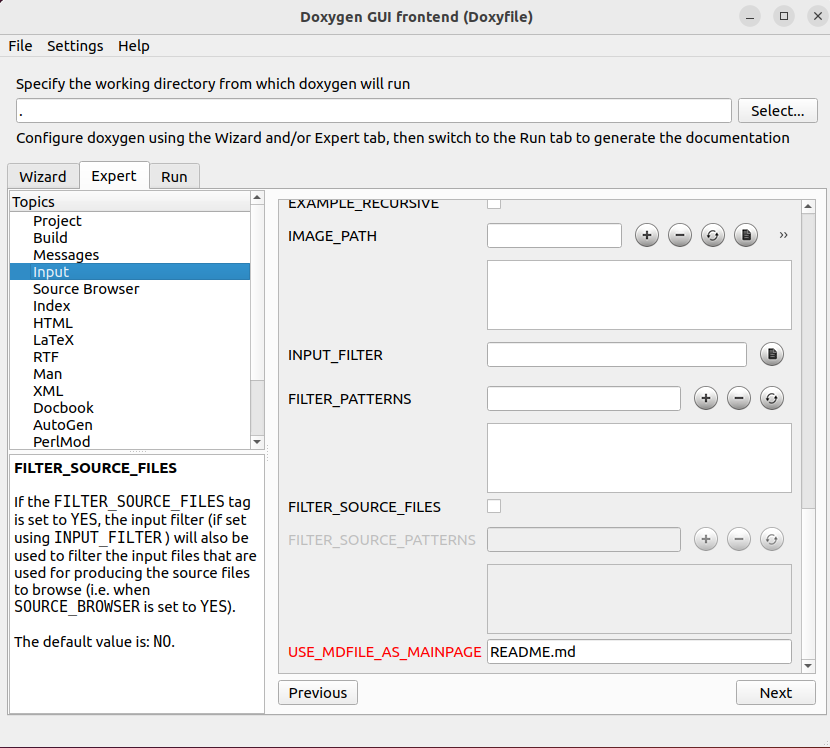 Doxygen GUI frontend (Doxyfile)
File Settings Help
Specify the working directory from which doxygen will run
.
Select...
Configure doxygen using the Wizard and/or Expert tab, then switch to the Run tab to generate the documentation
Wizard Expert Run
Topics
Project
Build
Messages
Input
Source Browser
Index
HTML
LaTeX
RTF
Man
XML
Docbook
AutoGen
PerlMod
FILTER_SOURCE_FILES
If the FILTER_SOURCE_FILES tag
is set to YES, the input filter (if set
using INPUT_FILTER ) will also be
used to filter the input files that are
used for producing the source files
to browse (i.e. when
SOURCE_BROWSER is set to YES).
The default value is: NO.
EXAMPLE_RECURSIVE
IMAGE_PATH
INPUT_FILTER
FILTER_PATTERNS
FILTER_SOURCE_FILES
FILTER_SOURCE_PATTERNS
USE_MDFILE_AS_MAINPAGE README.md
Previous
Next